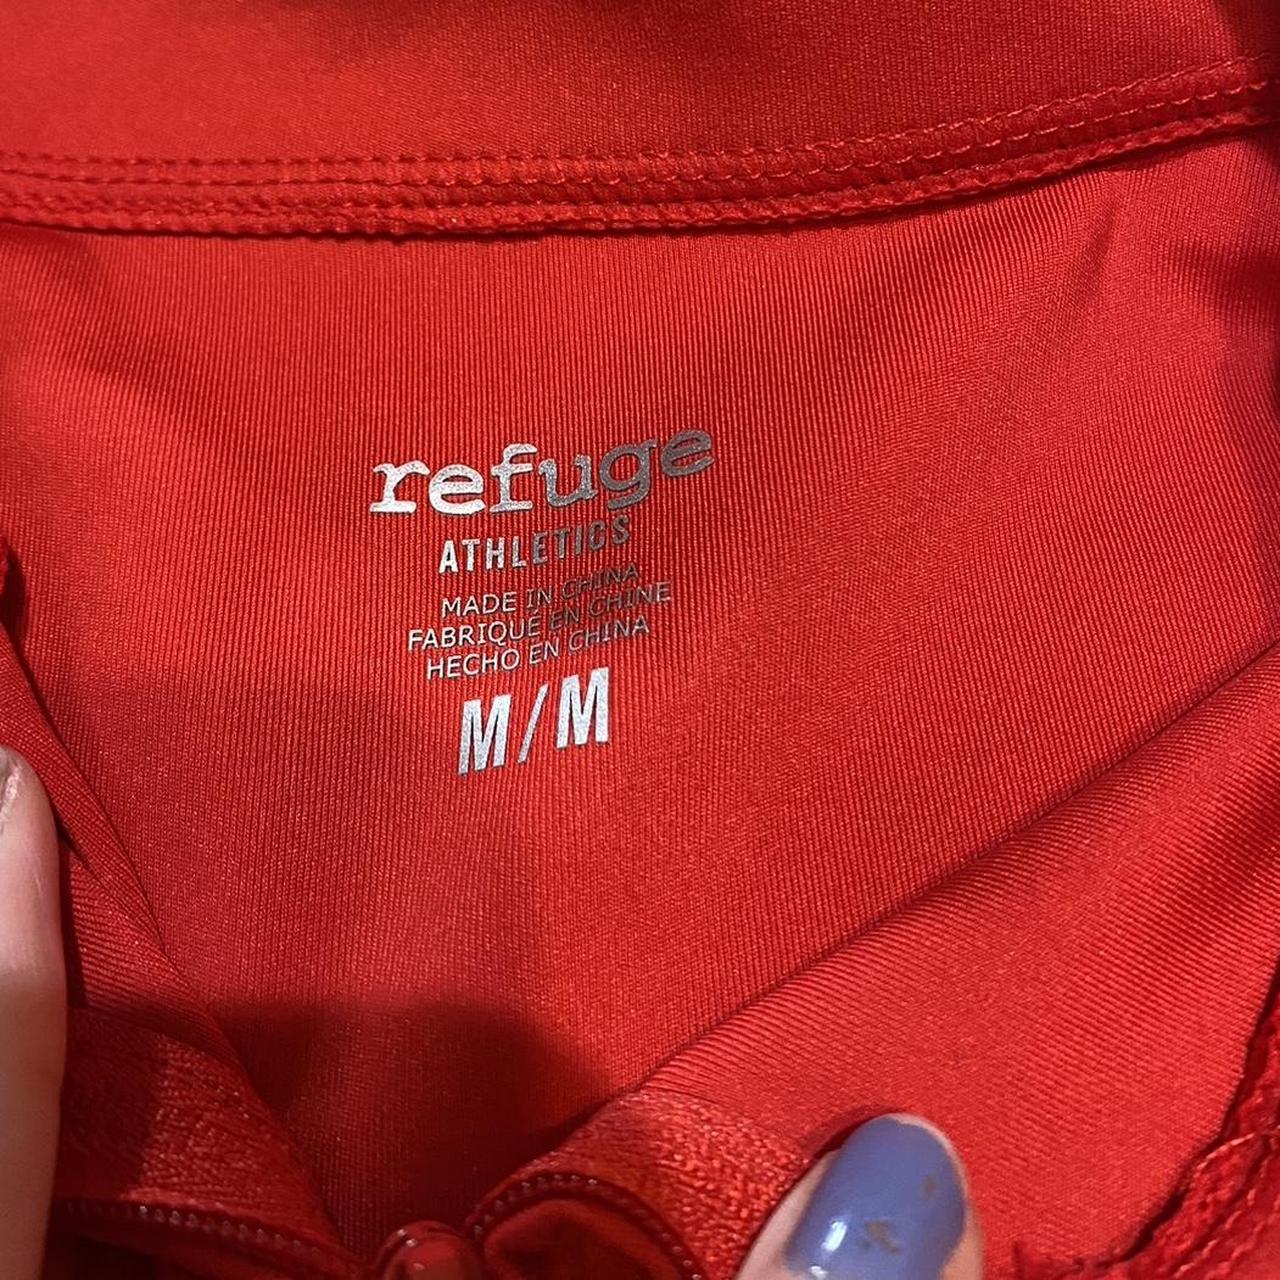 refuge
ATHLETICS
MADE IN CHINA
FABRIQUÉ EN CHINE
HECHO EN CHINA
M/M